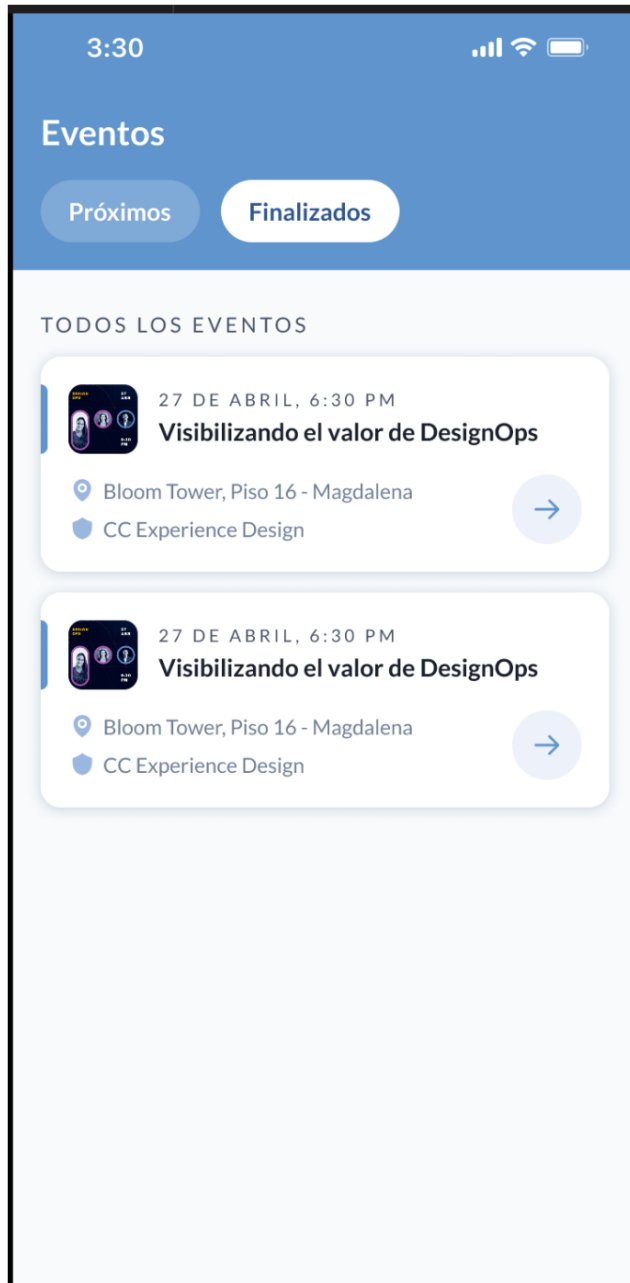 3:30
Eventos
Próximos
Finalizados
TODOS LOS EVENTOS
27 DE ABRIL, 6:30 PM
Visibilizando el valor de DesignOps
Bloom Tower, Piso 16 - Magdalena
CC Experience Design
27 DE ABRIL, 6:30 PM
Visibilizando el valor de DesignOps
Bloom Tower, Piso 16 - Magdalena
CC Experience Design